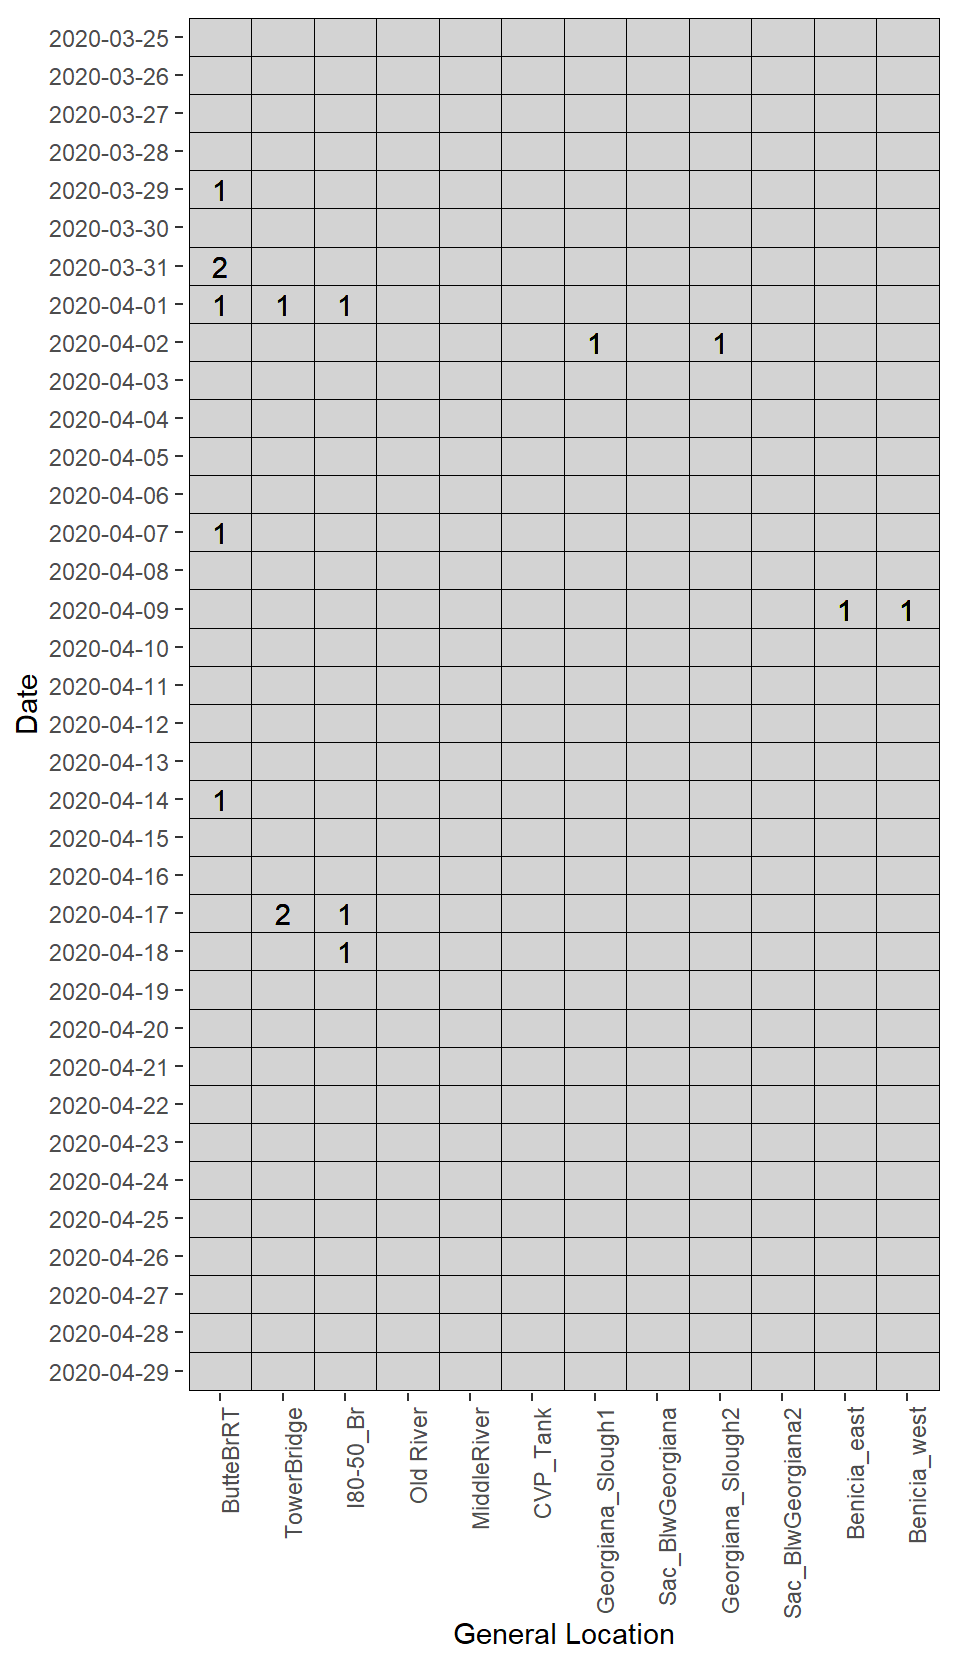 2020-03-25
2020-03-26
2020-03-27
2020-03-28
2020-03-29 1
2020-03-30
2020-03-31 2
2020-04-01 1 1 1
2020-04-02 1 1
2020-04-03
2020-04-04
2020-04-05
2020-04-06
2020-04-07 1
2020-04-08
2020-04-09 1 1
2020-04-10
2020-04-11
2020-04-12
2020-04-13
2020-04-14 1
2020-04-15
2020-04-16
2020-04-17 2 1
2020-04-18 1
2020-04-19
2020-04-20
2020-04-21
2020-04-22
2020-04-23
2020-04-24
2020-04-25
2020-04-26
2020-04-27
2020-04-28
2020-04-29
Date
ButteBrRT
TowerBridge
I80-50_Br
Old River
MiddleRiver
CVP_Tank
Georgiana_Slough1
Sac_BlwGeorgiana
Georgiana_Slough2
Sac_BlwGeorgiana2
Benicia_east
Benicia_west
General Location